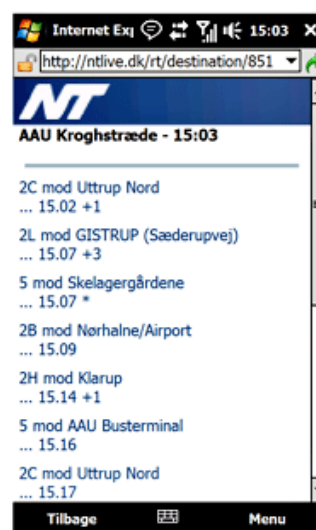 Internet Exp 15:03
http://ntlive.dk/rt/destination/851
NT
AAU Kroghstræde - 15:03
2C mod Uttrup Nord
... 15.02 +1
2L mod GISTRUP (Sæderupvej)
... 15.07 +3
5 mod Skelagergårdene
... 15.07 *
2B mod Nørhalne/Airport
... 15.09
2H mod Klarup
... 15.14 +1
5 mod AAU Busterminal
... 15.16
2C mod Uttrup Nord
... 15.17
Tilbage Menu